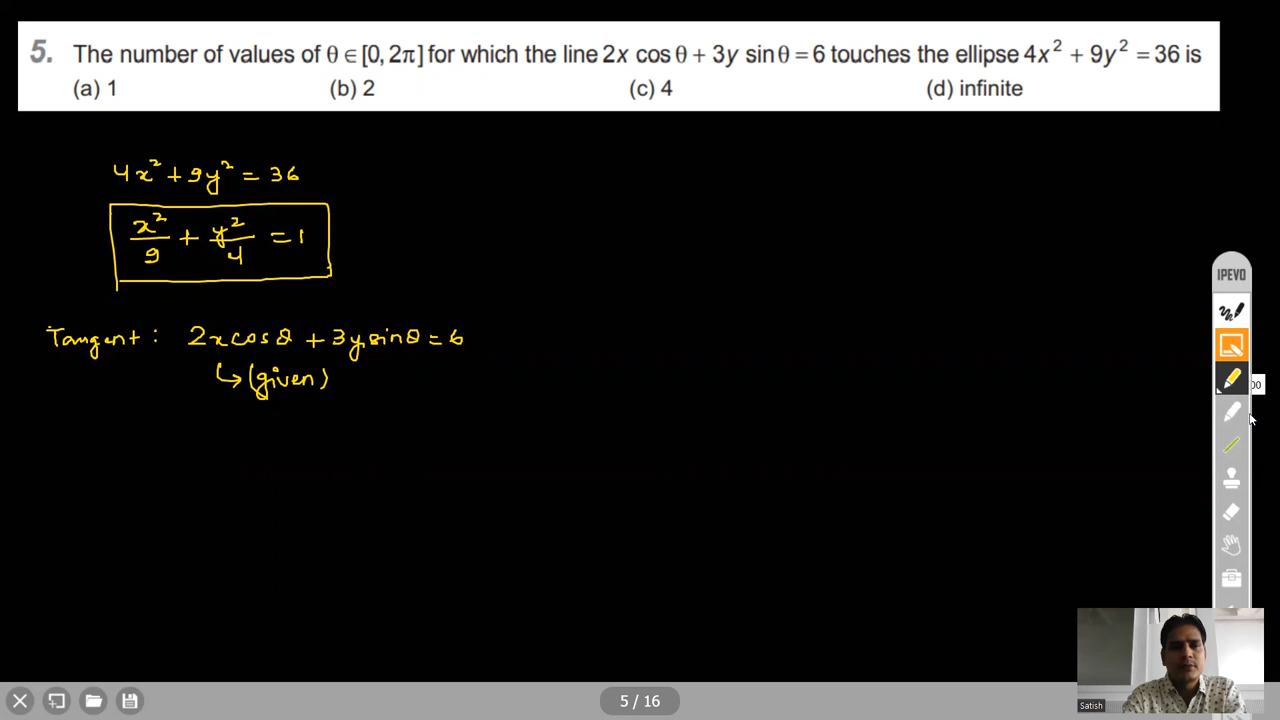 5. The number of values of θ ∈ [0, 2π] for which the line 2x cos θ + 3y sin θ = 6 touches the ellipse 4x² + 9y² = 36 is
(a) 1 (b) 2 (c) 4 (d) infinite
4x² + 9y² = 36
x²/9 + y²/4 = 1
Tangent : 2x cos θ + 3y sin θ = 6
↳ (given)
IPEVO
00
Satish
5 / 16